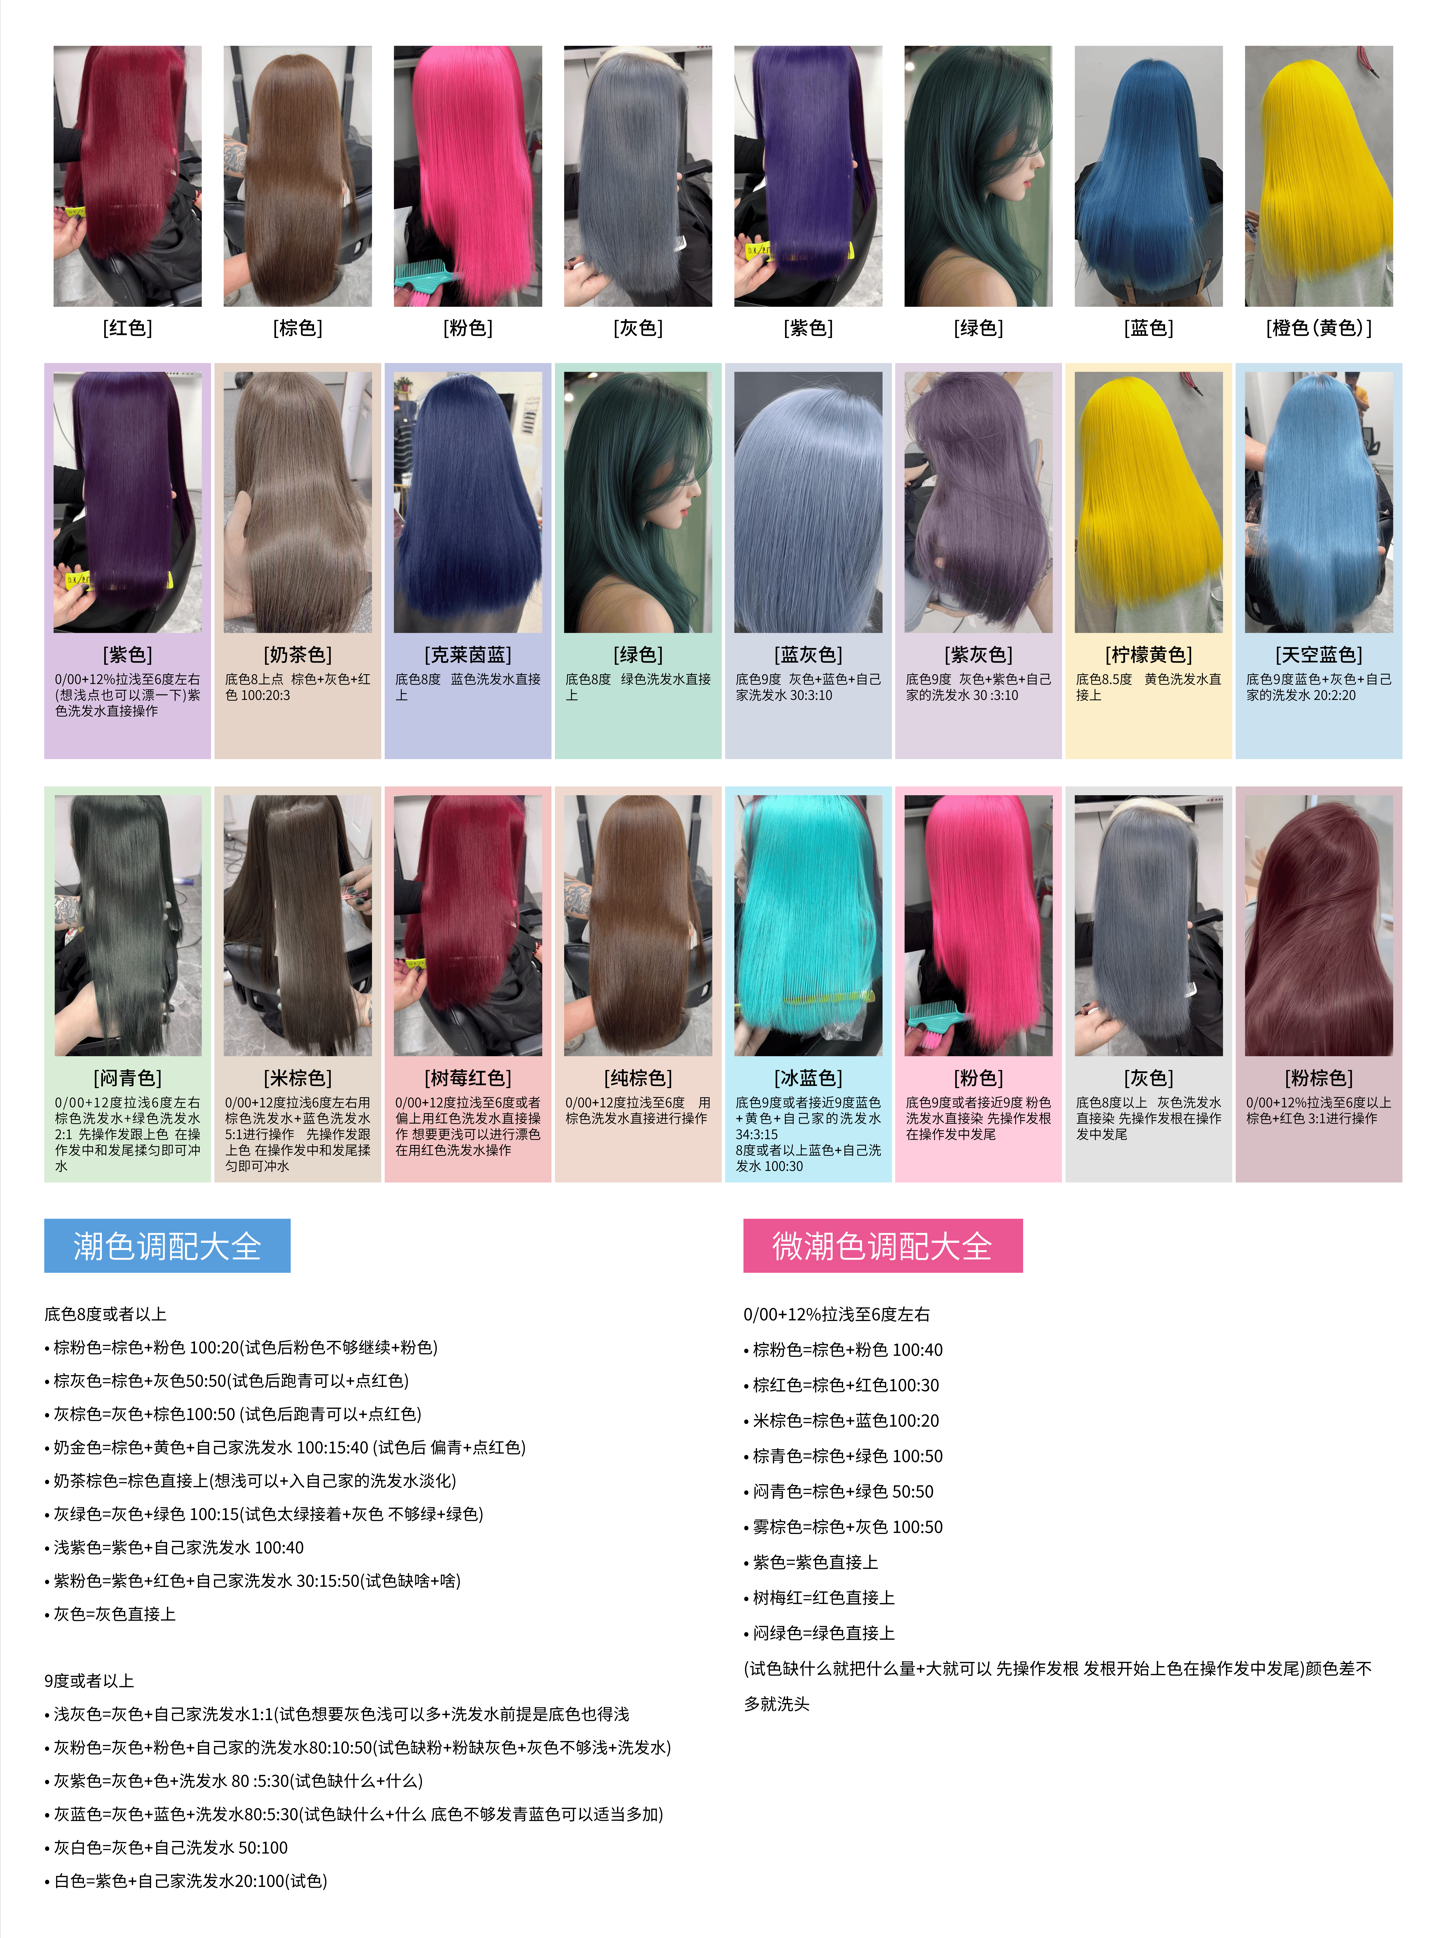 [红色]
[棕色]
[粉色]
[灰色]
[紫色]
[绿色]
[蓝色]
[橙色(黄色)]
[紫色]
0/00+12%拉浅至6度左右
(想浅点也可以漂一下)紫
色洗发水直接操作
[奶茶色]
底色8上点 棕色+灰色+红
色 100:20:3
[克莱茵蓝]
底色8度 蓝色洗发水直接
上
[绿色]
底色8度 绿色洗发水直接
上
[蓝灰色]
底色9度 灰色+蓝色+自己
家洗发水 30:3:10
[紫灰色]
底色9度 灰色+紫色+自己
家的洗发水 30 :3:10
[柠檬黄色]
底色8.5度 黄色洗发水直
接上
[天空蓝色]
底色9度蓝色+灰色+自己
家的洗发水 20:2:20
[闷青色]
0/00+12度拉浅6度左右
棕色洗发水+绿色洗发水
2:1 先操作发跟上色 在操
作发中和发尾揉匀即可冲
水
[米棕色]
0/00+12度拉浅6度左右用
棕色洗发水+蓝色洗发水
5:1进行操作 先操作发跟
上色 在操作发中和发尾揉
匀即可冲水
[树莓红色]
0/00+12度拉浅至6度或者
偏上用红色洗发水直接操
作 想要更浅可以进行漂色
在用红色洗发水操作
[纯棕色]
0/00+12度拉浅至6度 用
棕色洗发水直接进行操作
[冰蓝色]
底色9度或者接近9度蓝色
+黄色+自己家的洗发水
34:3:15
8度或者以上蓝色+自己洗
发水 100:30
[粉色]
底色9度或者接近9度 粉色
洗发水直接染 先操作发根
在操作发中发尾
[灰色]
底色8度以上 灰色洗发水
直接染 先操作发根在操作
发中发尾
[粉棕色]
0/00+12%拉浅至6度以上
棕色+红色 3:1进行操作
潮色调配大全
底色8度或者以上
• 棕粉色=棕色+粉色 100:20(试色后粉色不够继续+粉色)
• 棕灰色=棕色+灰色50:50(试色后跑青可以+点红色)
• 灰棕色=灰色+棕色100:50 (试色后跑青可以+点红色)
• 奶金色=棕色+黄色+自己家洗发水 100:15:40 (试色后 偏青+点红色)
• 奶茶棕色=棕色直接上(想浅可以+入自己家的洗发水淡化)
• 灰绿色=灰色+绿色 100:15(试色太绿接着+灰色 不够绿+绿色)
• 浅紫色=紫色+自己家洗发水 100:40
• 紫粉色=紫色+红色+自己家洗发水 30:15:50(试色缺啥+啥)
• 灰色=灰色直接上
9度或者以上
• 浅灰色=灰色+自己家洗发水1:1(试色想要灰色浅可以多+洗发水前提是底色也得浅
• 灰粉色=灰色+粉色+自己家的洗发水80:10:50(试色缺粉+粉缺灰色+灰色不够浅+洗发水)
• 灰紫色=灰色+色+洗发水 80 :5:30(试色缺什么+什么)
• 灰蓝色=灰色+蓝色+洗发水80:5:30(试色缺什么+什么 底色不够发青蓝色可以适当多加)
• 灰白色=灰色+自己洗发水 50:100
• 白色=紫色+自己家洗发水20:100(试色)
微潮色调配大全
0/00+12%拉浅至6度左右
• 棕粉色=棕色+粉色 100:40
• 棕红色=棕色+红色100:30
• 米棕色=棕色+蓝色100:20
• 棕青色=棕色+绿色 100:50
• 闷青色=棕色+绿色 50:50
• 雾棕色=棕色+灰色 100:50
• 紫色=紫色直接上
• 树梅红=红色直接上
• 闷绿色=绿色直接上
(试色缺什么就把什么量+大就可以 先操作发根 发根开始上色在操作发中发尾)颜色差不
多就洗头